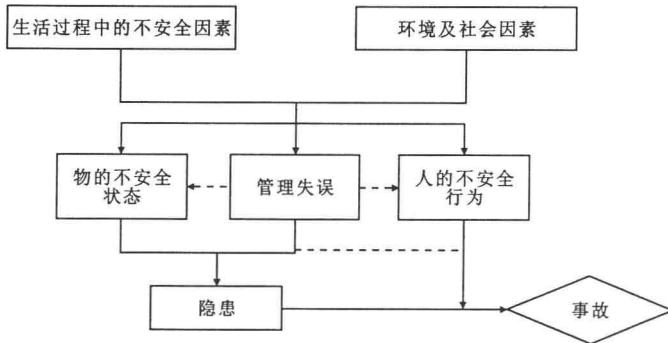 生活过程中的不安全因素
环境及社会因素
物的不安全
状态
管理失误
人的不安全
行为
隐患
事故